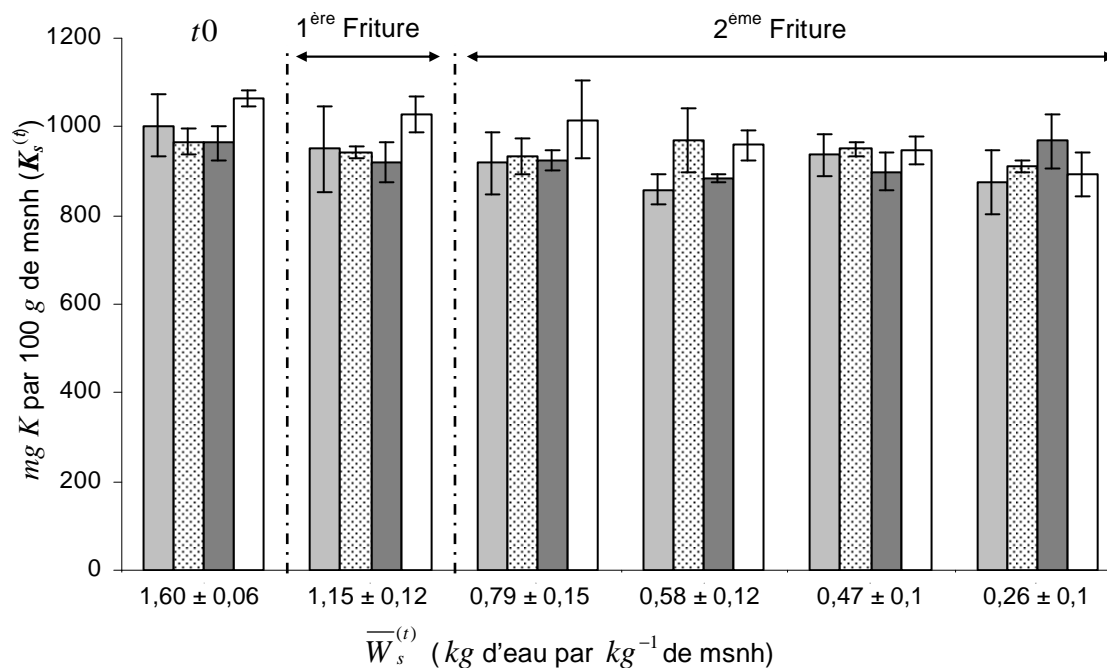 t0
1ère Friture
2ème Friture
mg K par 100 g de msnh (Ks(t))
1200
1000
800
600
400
200
0
1,60 ± 0,06 1,15 ± 0,12 0,79 ± 0,15 0,58 ± 0,12 0,47 ± 0,1 0,26 ± 0,1
W̅s(t) (kg d'eau par kg⁻¹ de msnh)